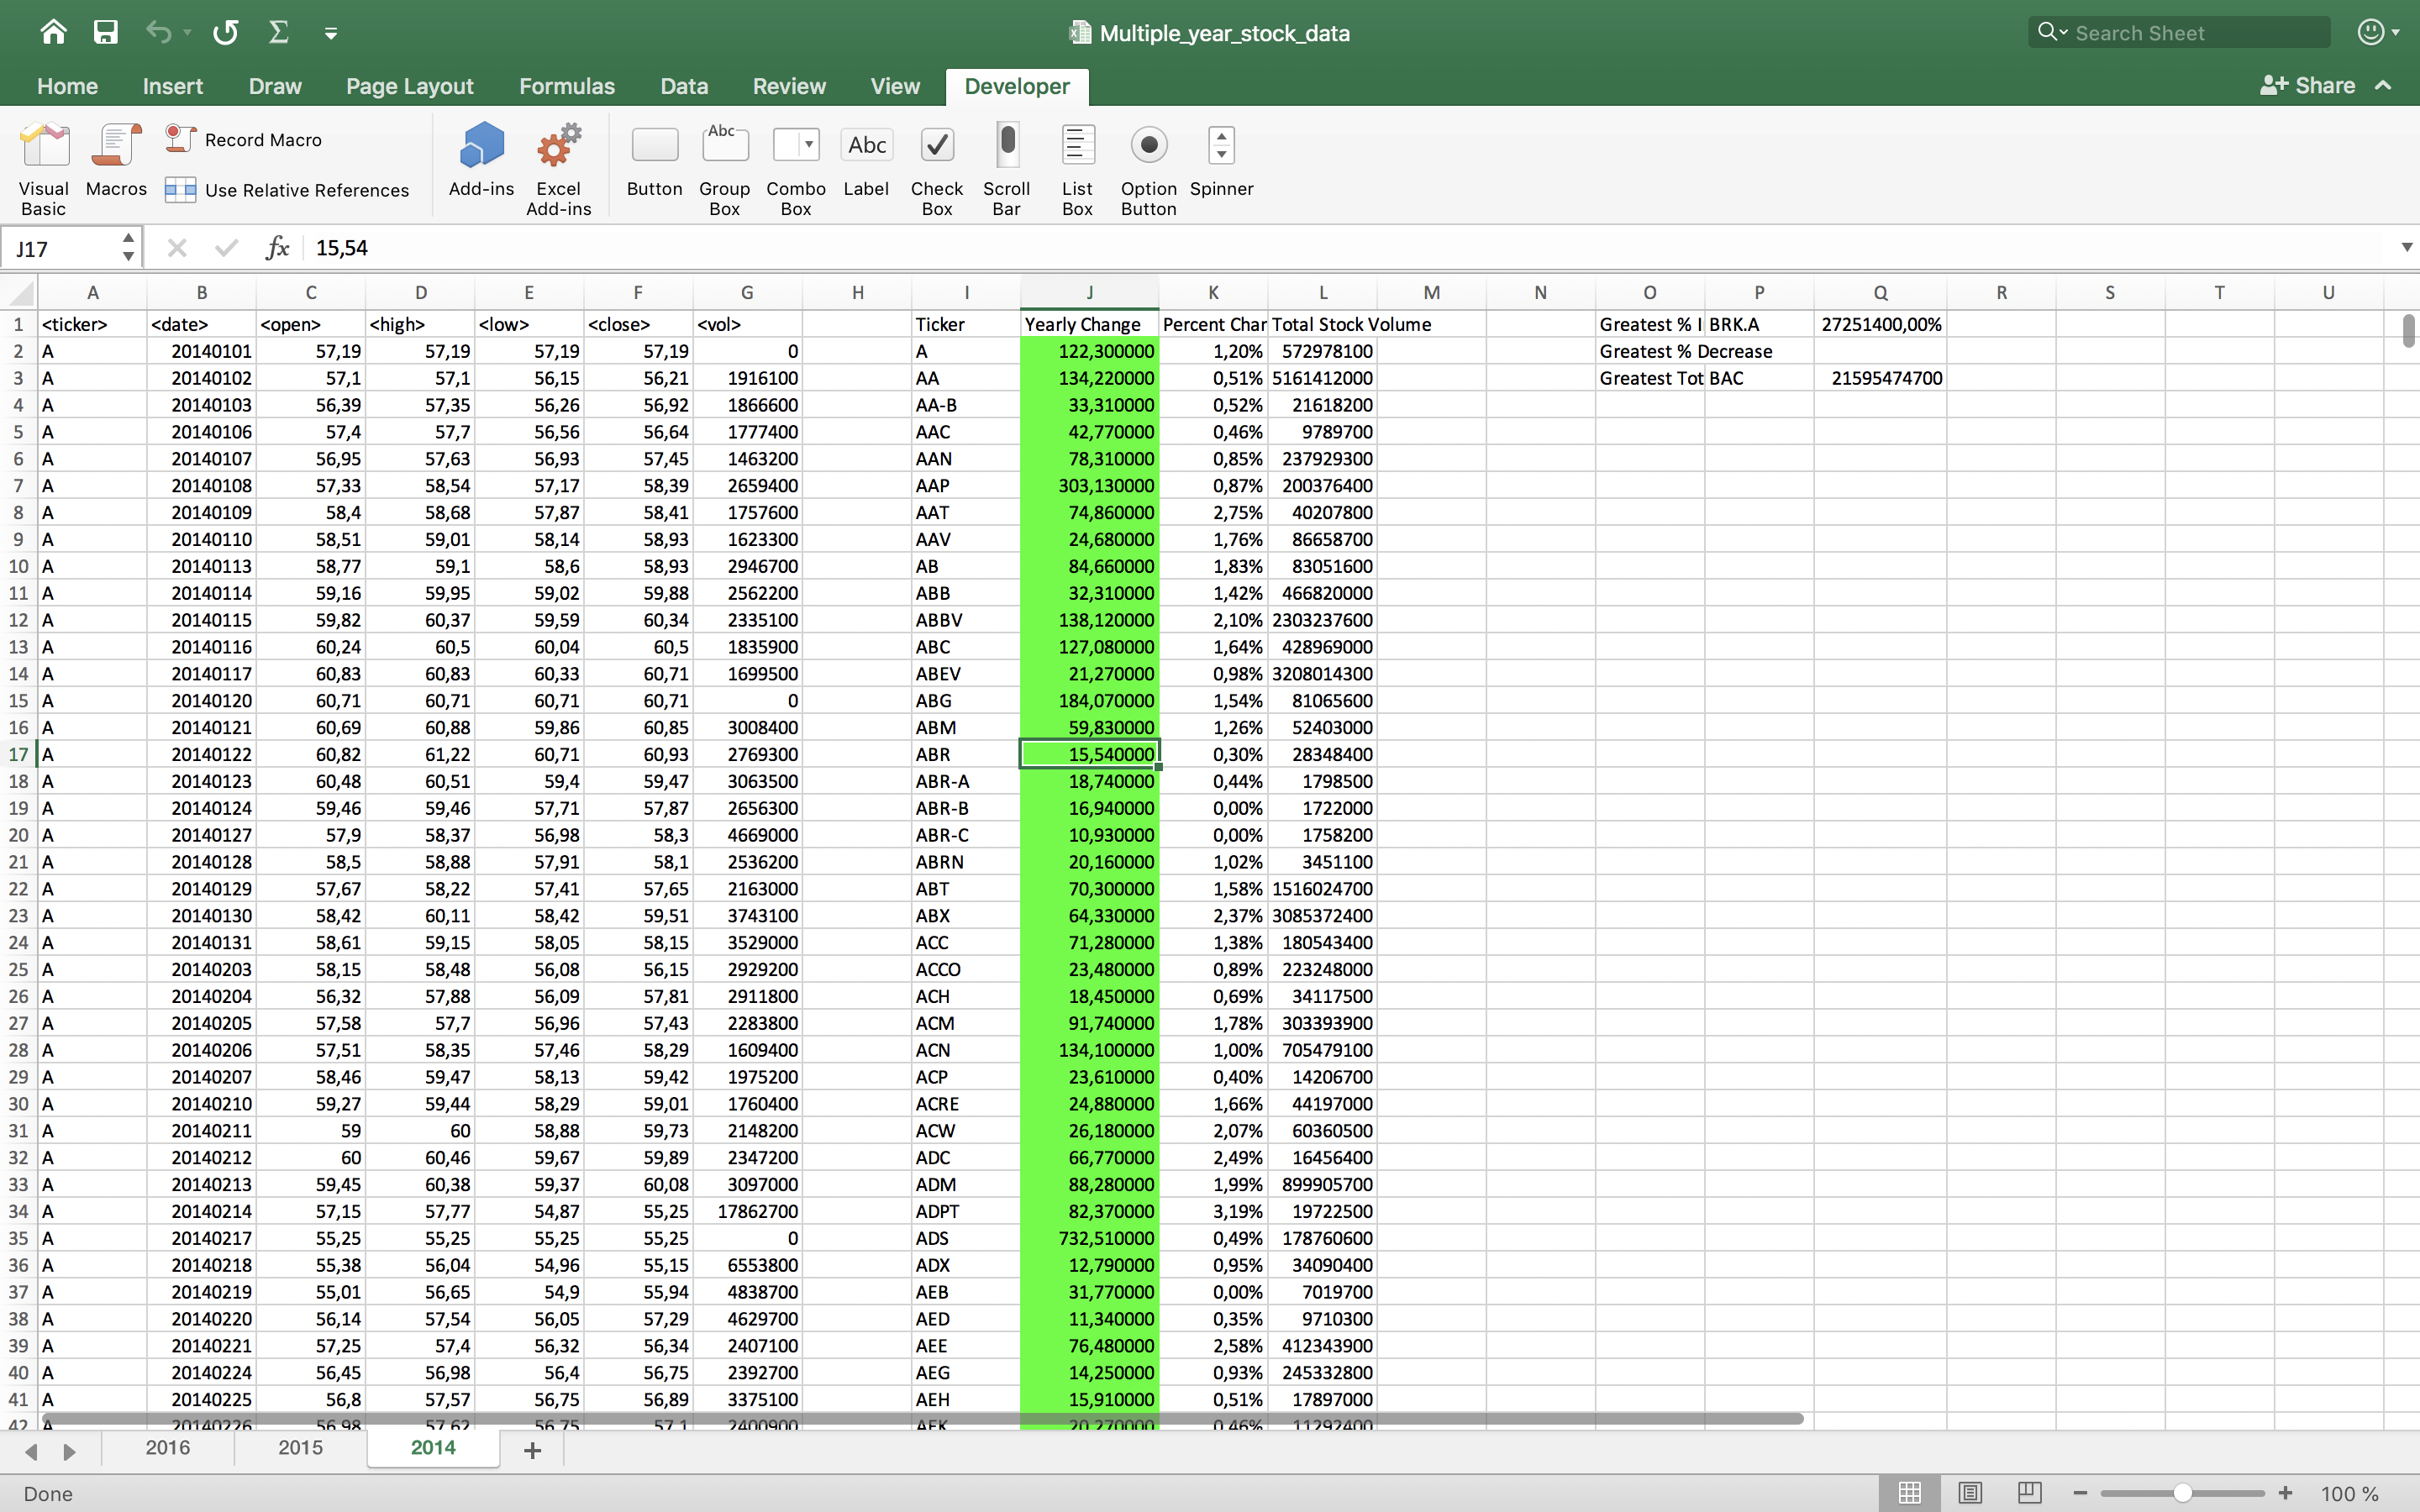 Multiple_year_stock_data
Search Sheet
Home Insert Draw Page Layout Formulas Data Review View Developer Share
Visual Basic Macros Record Macro Use Relative References Add-ins Excel Add-ins Button Abc Group Box Combo Box Abc Label Check Box Scroll Bar List Box Option Button Spinner
J17 fx 15,54
A B C D E F G H I J K L M N O P Q R S T U
1 <ticker> <date> <open> <high> <low> <close> <vol> Ticker Yearly Change Percent Char Total Stock Volume Greatest % I BRK.A 27251400,00%
2 A 20140101 57,19 57,19 57,19 57,19 0 A 122,300000 1,20% 572978100 Greatest % Decrease
3 A 20140102 57,1 57,1 56,15 56,21 1916100 AA 134,220000 0,51% 5161412000 Greatest Tot BAC 21595474700
4 A 20140103 56,39 57,35 56,26 56,92 1866600 AA-B 33,310000 0,52% 21618200
5 A 20140106 57,4 57,7 56,56 56,64 1777400 AAC 42,770000 0,46% 9789700
6 A 20140107 56,95 57,63 56,93 57,45 1463200 AAN 78,310000 0,85% 237929300
7 A 20140108 57,33 58,54 57,17 58,39 2659400 AAP 303,130000 0,87% 200376400
8 A 20140109 58,4 58,68 57,87 58,41 1757600 AAT 74,860000 2,75% 40207800
9 A 20140110 58,51 59,01 58,14 58,93 1623300 AAV 24,680000 1,76% 86658700
10 A 20140113 58,77 59,1 58,6 58,93 2946700 AB 84,660000 1,83% 83051600
11 A 20140114 59,16 59,95 59,02 59,88 2562200 ABB 32,310000 1,42% 466820000
12 A 20140115 59,82 60,37 59,59 60,34 2335100 ABBV 138,120000 2,10% 2303237600
13 A 20140116 60,24 60,5 60,04 60,5 1835900 ABC 127,080000 1,64% 428969000
14 A 20140117 60,83 60,83 60,33 60,71 1699500 ABEV 21,270000 0,98% 3208014300
15 A 20140120 60,71 60,71 60,71 60,71 0 ABG 184,070000 1,54% 81065600
16 A 20140121 60,69 60,88 59,86 60,85 3008400 ABM 59,830000 1,26% 52403000
17 A 20140122 60,82 61,22 60,71 60,93 2769300 ABR 15,540000 0,30% 28348400
18 A 20140123 60,48 60,51 59,4 59,47 3063500 ABR-A 18,740000 0,44% 1798500
19 A 20140124 59,46 59,46 57,71 57,87 2656300 ABR-B 16,940000 0,00% 1722000
20 A 20140127 57,9 58,37 56,98 58,3 4669000 ABR-C 10,930000 0,00% 1758200
21 A 20140128 58,5 58,88 57,91 58,1 2536200 ABRN 20,160000 1,02% 3451100
22 A 20140129 57,67 58,22 57,41 57,65 2163000 ABT 70,300000 1,58% 1516024700
23 A 20140130 58,42 60,11 58,42 59,51 3743100 ABX 64,330000 2,37% 3085372400
24 A 20140131 58,61 59,15 58,05 58,15 3529000 ACC 71,280000 1,38% 180543400
25 A 20140203 58,15 58,48 56,08 56,15 2929200 ACCO 23,480000 0,89% 223248000
26 A 20140204 56,32 57,88 56,09 57,81 2911800 ACH 18,450000 0,69% 34117500
27 A 20140205 57,58 57,7 56,96 57,43 2283800 ACM 91,740000 1,78% 303393900
28 A 20140206 57,51 58,35 57,46 58,29 1609400 ACN 134,100000 1,00% 705479100
29 A 20140207 58,46 59,47 58,13 59,42 1975200 ACP 23,610000 0,40% 14206700
30 A 20140210 59,27 59,44 58,29 59,01 1760400 ACRE 24,880000 1,66% 44197000
31 A 20140211 59 60 58,88 59,73 2148200 ACW 26,180000 2,07% 60360500
32 A 20140212 60 60,46 59,67 59,89 2347200 ADC 66,770000 2,49% 16456400
33 A 20140213 59,45 60,38 59,37 60,08 3097000 ADM 88,280000 1,99% 899905700
34 A 20140214 57,15 57,77 54,87 55,25 17862700 ADPT 82,370000 3,19% 19722500
35 A 20140217 55,25 55,25 55,25 55,25 0 ADS 732,510000 0,49% 178760600
36 A 20140218 55,38 56,04 54,96 55,15 6553800 ADX 12,790000 0,95% 34090400
37 A 20140219 55,01 56,65 54,9 55,94 4838700 AEB 31,770000 0,00% 7019700
38 A 20140220 56,14 57,54 56,05 57,29 4629700 AED 11,340000 0,35% 9710300
39 A 20140221 57,25 57,4 56,32 56,34 2407100 AEE 76,480000 2,58% 412343900
40 A 20140224 56,45 56,98 56,4 56,75 2392700 AEG 14,250000 0,93% 245332800
41 A 20140225 56,8 57,57 56,75 56,89 3375100 AEH 15,910000 0,51% 17897000
42 A 20140226 56,98 57,62 56,75 57,1 2400900 AEK 20,270000 0,46% 11292400
2016 2015 2014
Done 100 %